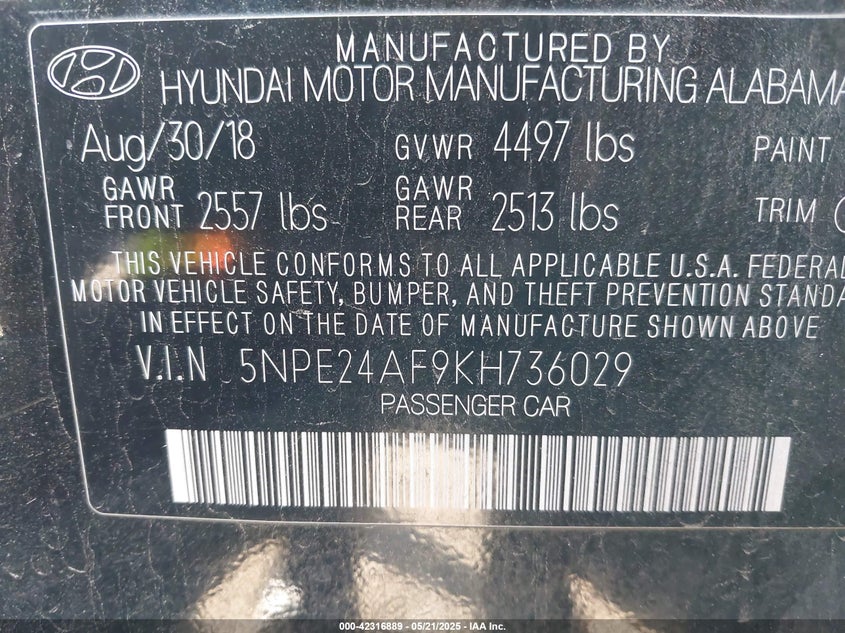 MANUFACTURED BY
HYUNDAI MOTOR MANUFACTURING ALABAMA
Aug/30/18 GVWR 4497 lbs PAINT
GAWR FRONT 2557 lbs GAWR REAR 2513 lbs TRIM
THIS VEHICLE CONFORMS TO ALL APPLICABLE U.S.A. FEDERAL
MOTOR VEHICLE SAFETY, BUMPER, AND THEFT PREVENTION STANDA
IN EFFECT ON THE DATE OF MANUFACTURE SHOWN ABOVE
V.I.N 5NPE24AF9KH736029
PASSENGER CAR
000-42316889 - 05/21/2025 - IAA Inc.